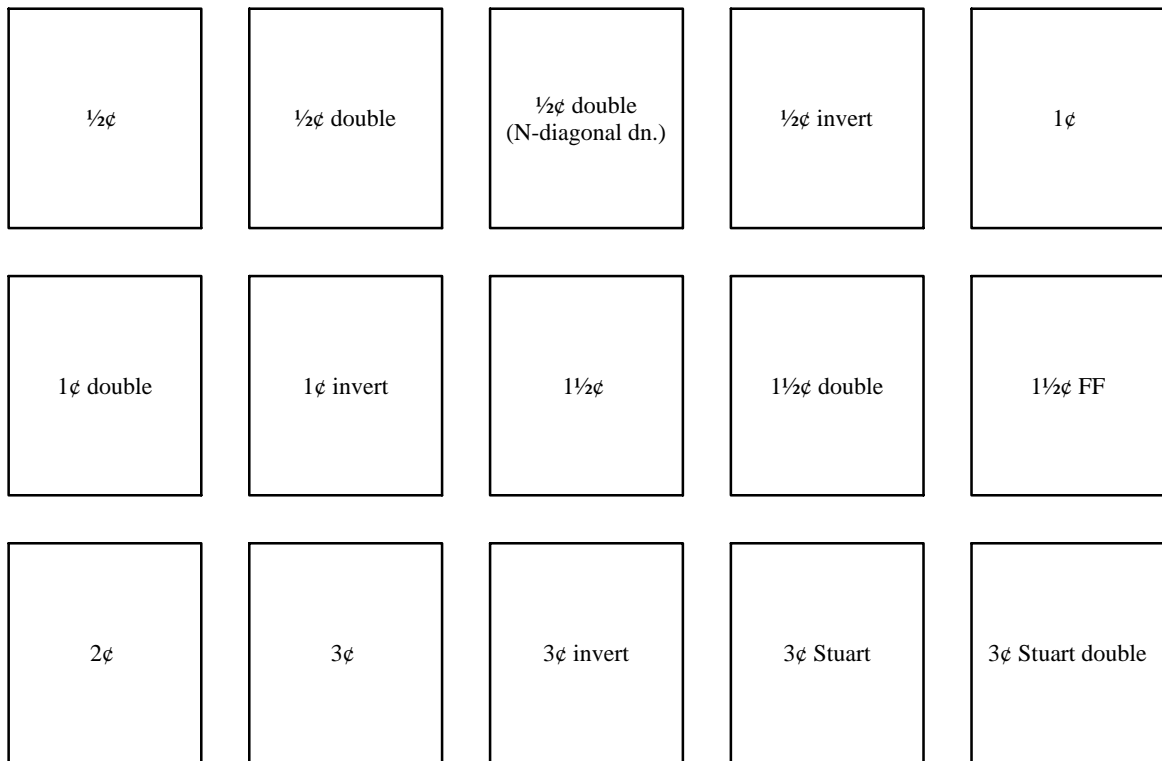 ½¢
½¢ double
½¢ double
(N-diagonal dn.)
½¢ invert
1¢
1¢ double
1¢ invert
1½¢
1½¢ double
1½¢ FF
2¢
3¢
3¢ invert
3¢ Stuart
3¢ Stuart double